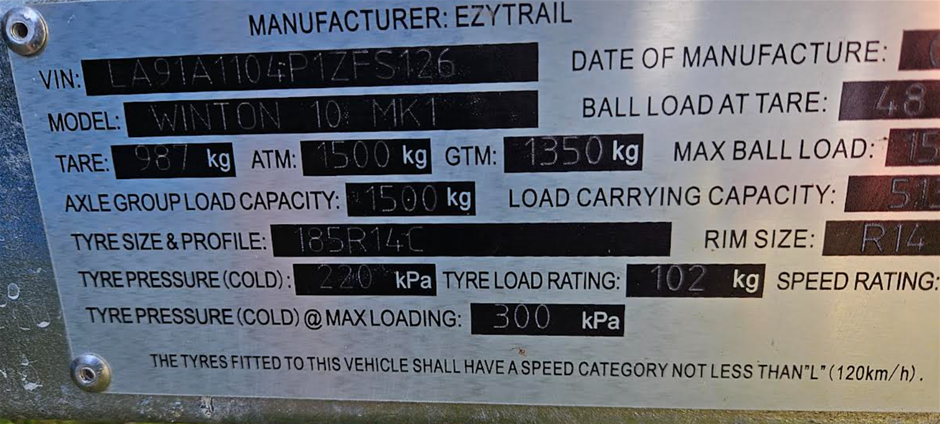 MANUFACTURER: EZYTRAIL
VIN: LA91A1104P1ZFS126 DATE OF MANUFACTURE:
MODEL: WINTON 10 MK1 BALL LOAD AT TARE: 48
TARE: 987 kg ATM: 1500 kg GTM: 1350 kg MAX BALL LOAD: 15
AXLE GROUP LOAD CAPACITY: 1500 kg LOAD CARRYING CAPACITY: 51
TYRE SIZE & PROFILE: 185R14C RIM SIZE: R14
TYRE PRESSURE (COLD): 220 kPa TYRE LOAD RATING: 102 kg SPEED RATING:
TYRE PRESSURE (COLD) @ MAX LOADING: 300 kPa
THE TYRES FITTED TO THIS VEHICLE SHALL HAVE A SPEED CATEGORY NOT LESS THAN"L" (120km/h).